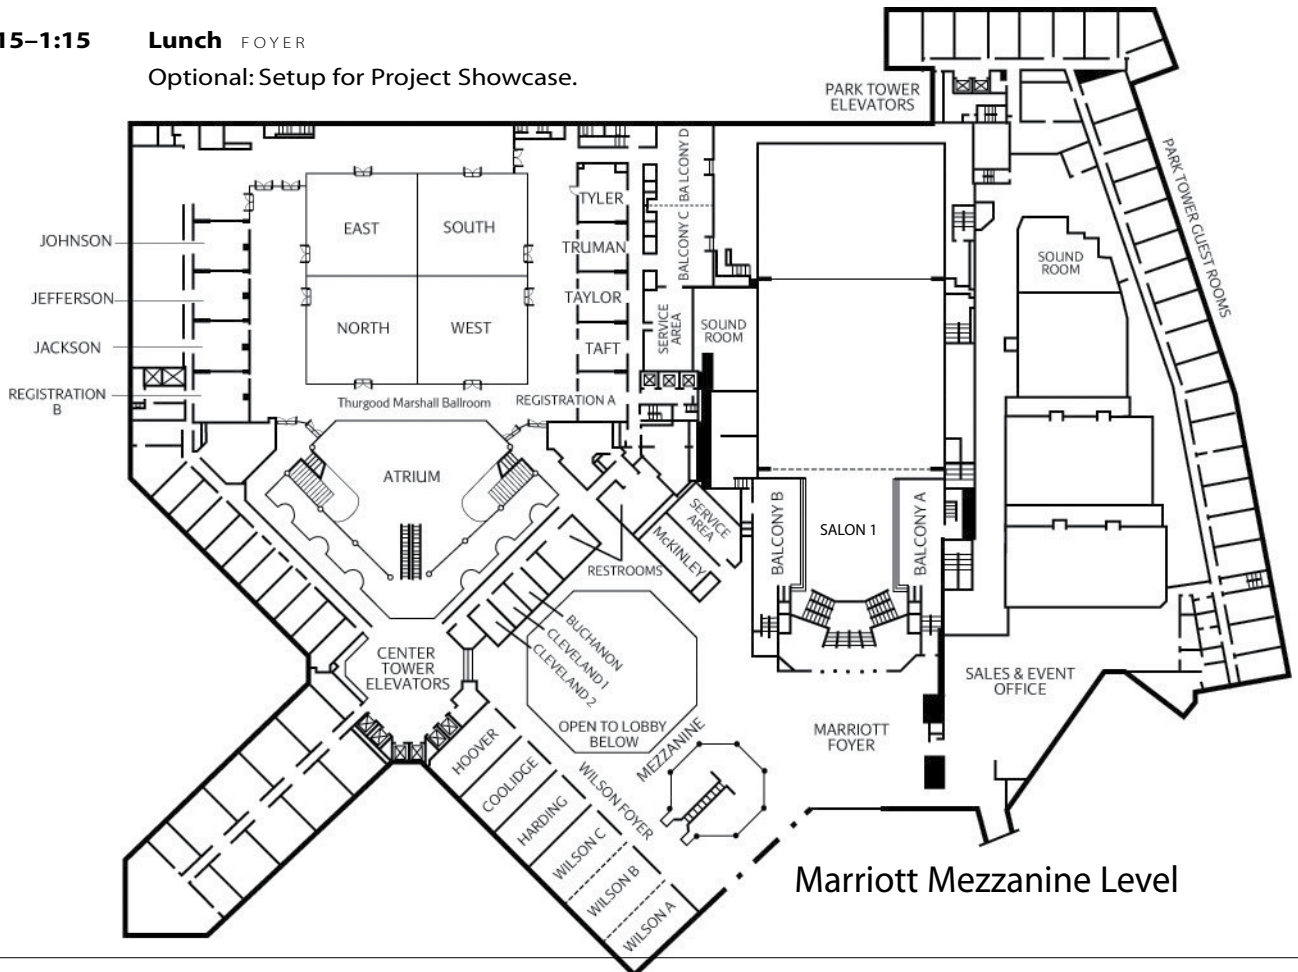 15–1:15 Lunch FOYER
Optional: Setup for Project Showcase.
PARK TOWER
ELEVATORS
PARK TOWER GUEST ROOMS
BALCONY D
BALCONY C
TYLER
TRUMAN
TAYLOR
TAFT
EAST
SOUTH
NORTH
WEST
JOHNSON
JEFFERSON
JACKSON
REGISTRATION
B
Thurgood Marshall Ballroom
REGISTRATION A
SERVICE
AREA
SOUND
ROOM
SOUND
ROOM
ATRIUM
SERVICE
AREA
McKINLEY
RESTROOMS
BALCONY B
SALON 1
BALCONY A
BUCHANON
CLEVELAND 1
CLEVELAND 2
CENTER
TOWER
ELEVATORS
OPEN TO LOBBY
BELOW
MEZZANINE
SALES & EVENT
OFFICE
MARRIOTT
FOYER
HOOVER
COOLIDGE
HARDING
WILSON C
WILSON B
WILSON A
WILSON FOYER
Marriott Mezzanine Level